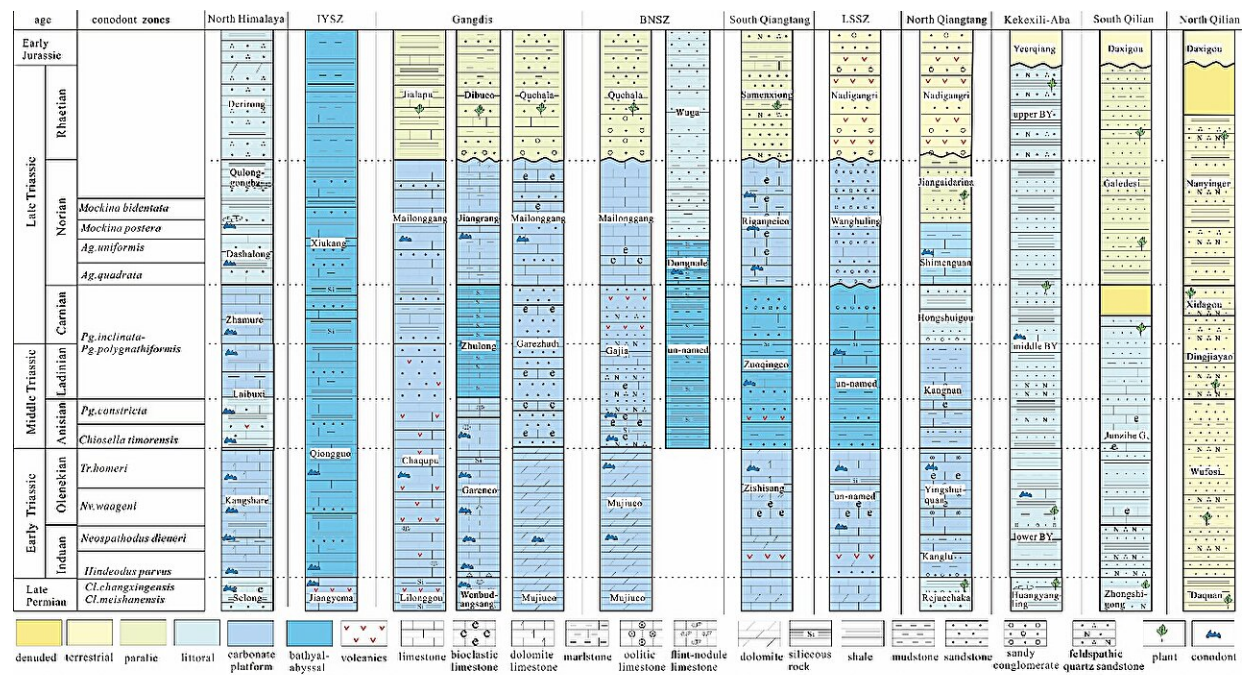 age
conodont zones
North Himalaya
IYSZ
Gangdis
BNSZ
South Qiangtang
LSSZ
North Qiangtang
Kekexili-Aba
South Qilian
North Qilian
Early
Jurassic
Late Triassic
Rhaetian
Norian
Carnian
Middle Triassic
Ladinian
Anisian
Early Triassic
Olenekian
Induan
Late
Permian
Mockina bidentata
Mockina postera
Ag.uniformis
Ag.quadrata
Pg.inclinata-
Pg.polygnathiformis
Pg.constricta
Chiosella timorensis
Tr.homeri
Nv.waageni
Neospathodus dieneri
Hindeodus parvus
Cl.changxingensis
Cl.meishanensis
Derirong
Qulong-
gongba
Dashalong
Zhamure
Laibuxi
Kangshare
Selong
Xiukang
Qiongguo
Jiangyema
Jialapu
Mailonggang
Chaqupu
Lilonggou
Dibuco
Jiangrang
Zhulong
Garenco
Wenbud-
angsang
Quchala
Mailonggang
Garezhudi
Mujiuco
Quchala
Mailonggang
Gajia
Mujiuco
Mujiuco
Wuga
Dangnale
un-named
Samenxiong
Riganpeico
Zuoqingco
Zishisang
Nadigangri
Wanghuling
un-named
un-named
Nadigangri
Jiangaidarina
Shimenguan
Hongshuigou
Kangnan
Yingshui-
quan
Kanglu
Rejuechaka
Yeerqiang
upper BY
middle BY
lower BY
Huangyang-
ling
Daxigou
Galedesi
Junzihe G.
Zhongshi-
gong
Daxigou
Nanyinger
Xidagou
Dingjiayao
Wufosi
Daquan
denuded
terrestrial
paralic
littoral
carbonate
platform
bathyal-
abyssal
volcanics
limestone
bioclastic
limestone
dolomite
limestone
marlstone
oolitic
limestone
flint-nodule
limestone
dolomite
siliceous
rock
shale
mudstone
sandstone
sandy
conglomerate
feldspathic
quartz sandstone
plant
conodont